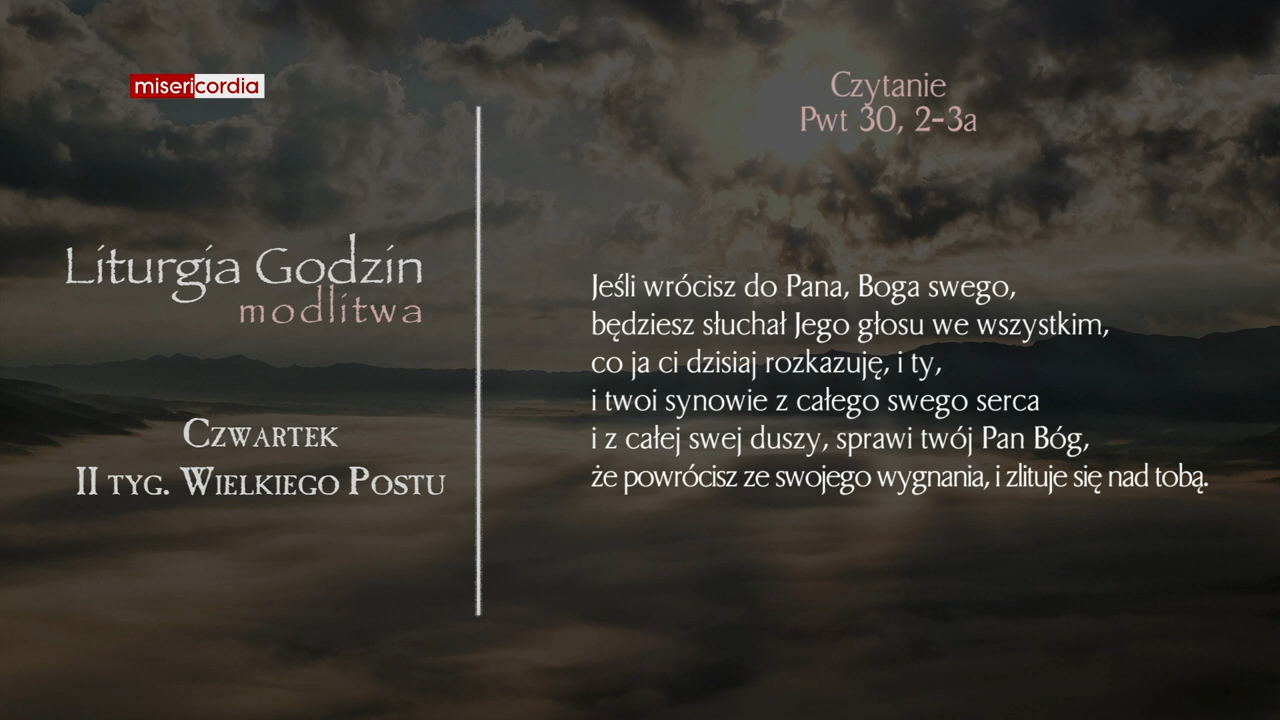 misericordia
Liturgia Godzin
modlitwa
Czwartek
II tyg. Wielkiego Postu
Czytanie
Pwt 30, 2-3a
Jeśli wrócisz do Pana, Boga swego,
będziesz słuchał Jego głosu we wszystkim,
co ja ci dzisiaj rozkazuję, i ty,
i twoi synowie z całego swego serca
i z całej swej duszy, sprawi twój Pan Bóg,
że powrócisz ze swojego wygnania, i zlituje się nad tobą.